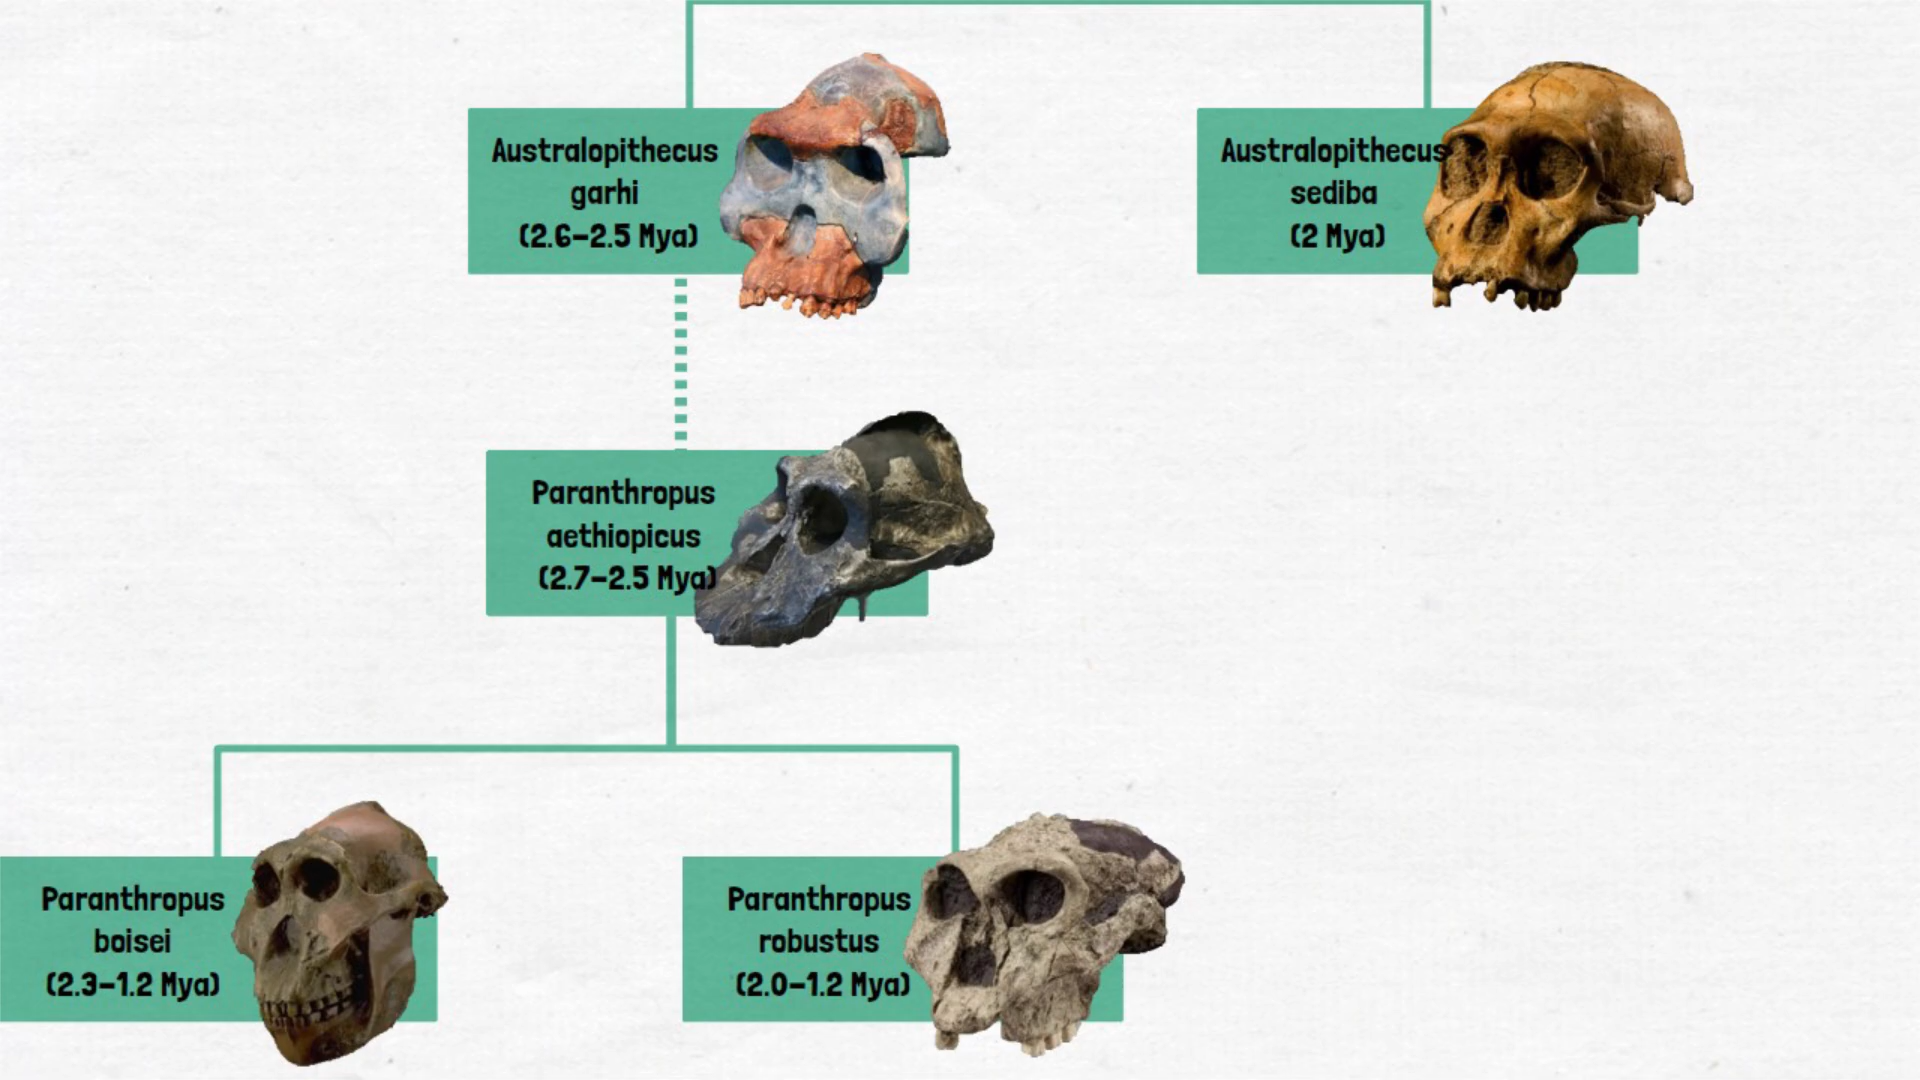 Australopithecus
garhi
(2.6–2.5 Mya)
Australopithecus
sediba
(2 Mya)
Paranthropus
aethiopicus
(2.7–2.5 Mya)
Paranthropus
boisei
(2.3–1.2 Mya)
Paranthropus
robustus
(2.0–1.2 Mya)